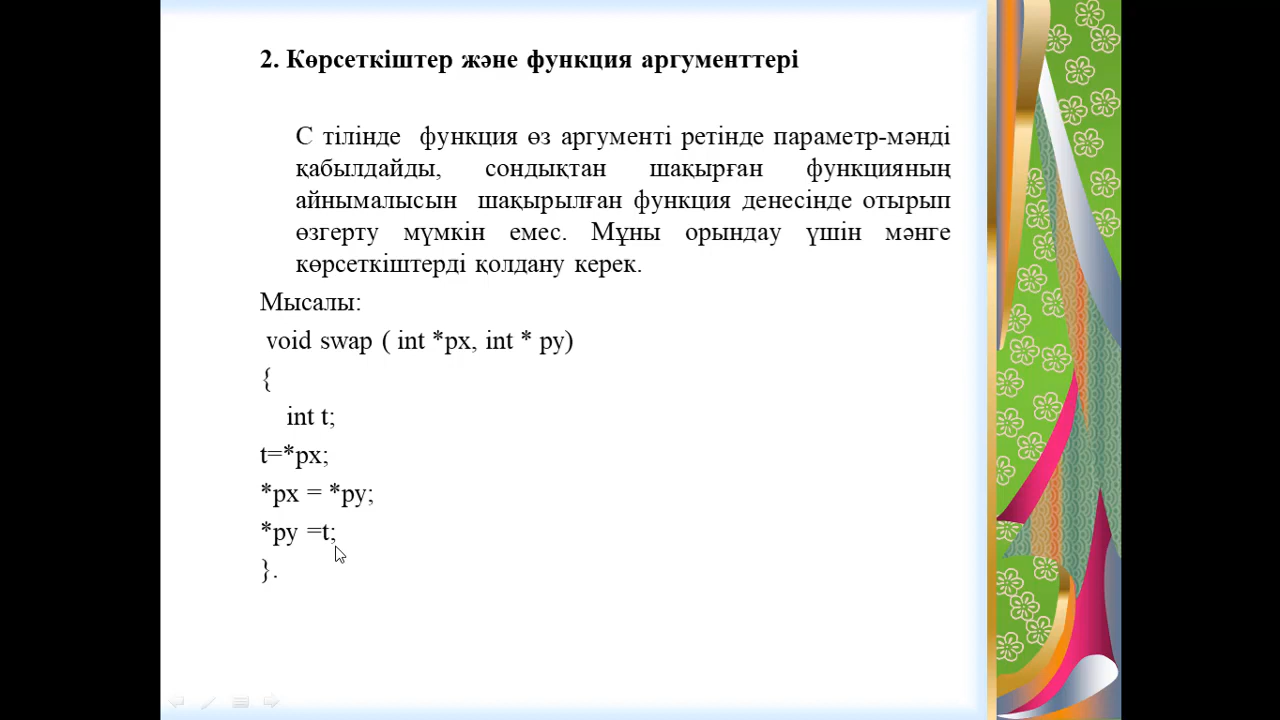 2. Көрсеткіштер және функция аргументтері
С тілінде функция өз аргументі ретінде параметр-мәнді
қабылдайды, сондықтан шақырған функцияның
айнымалысын шақырылған функция денесінде отырып
өзгерту мүмкін емес. Мұны орындау үшін мәнге
көрсеткіштерді қолдану керек.
Мысалы:
void swap ( int *px, int * py)
{
int t;
t=*px;
*px = *py;
*py =t;
}.